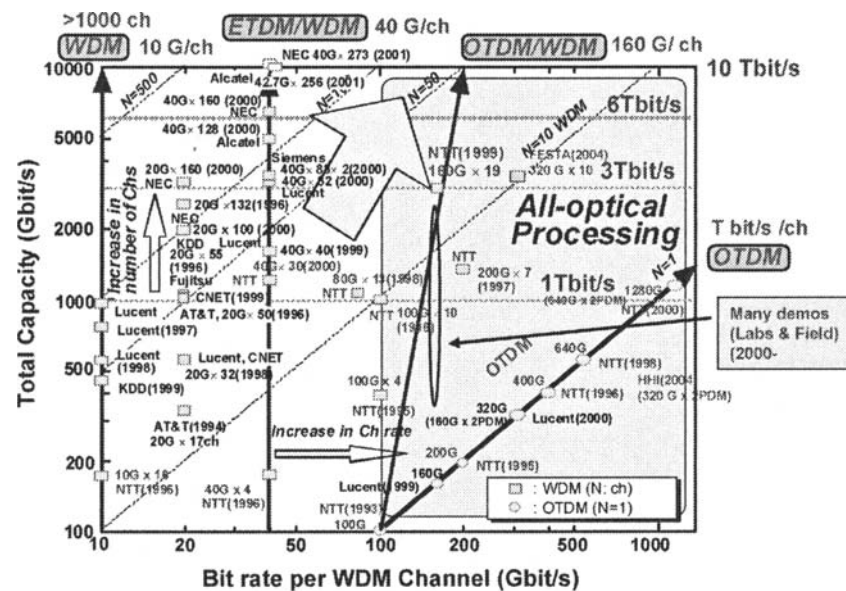 >1000 ch
WDM
10 G/ch
ETDM/WDM
40 G/ch
OTDM/WDM
160 G/ ch
10 Tbit/s
NEC 40G× 273 (2001)
Alcatel
42.7G× 256 (2001)
N=500
N=50
40G× 160 (2000)
NEC
6Tbit/s
40G× 128 (2000)
Alcatel
N=10 WDM
Siemens
20G× 160 (2000)
NEC
40G× 52 (2000)
Lucent
NTT(1999)
160G × 19
FESTA(2004)
320 G x 10
3Tbit/s
20G ×132(1996)
NEC
20G × 100 (2000)
KDD
20G × 55
(1996)
Fujitsu
Lucent
40G× 40(1999)
40G× 30(2000)
NTT
All-optical
Processing
T bit/s /ch
OTDM
Increase in
number of Chs
80G × 13(1998)
NTT
NTT
200G × 7
(1997)
N=1
1Tbit/s
(640G x 2PDM)
1280G
NTT(2000)
NTT
100G × 10
Lucent
CNET(1999
AT&T, 20G× 50(1996)
Lucent(1997)
Many demos
(Labs & Field)
(2000-
Lucent
(1998)
Lucent, CNET
20G× 32(1998)
KDD(1999)
OTDM
640G
NTT(1998)
HHI(2004
(320 G x 2PDM)
100G × 4
NTT(1995)
400G
NTT(1996)
AT&T(1994)
20G × 17ch
320G
(160G x 2PDM)
Lucent(2000)
Increase in Ch rate
200G
NTT(1995)
160G
Lucent(1999)
10G ×
NTT(1995)
40G × 4
NTT(1996)
NTT(1993)
100G
: WDM (N: ch)
: OTDM (N=1)
Total Capacity (Gbit/s)
10000
5000
2000
1000
500
200
100
10
20
50
100
200
500
1000
Bit rate per WDM Channel (Gbit/s)